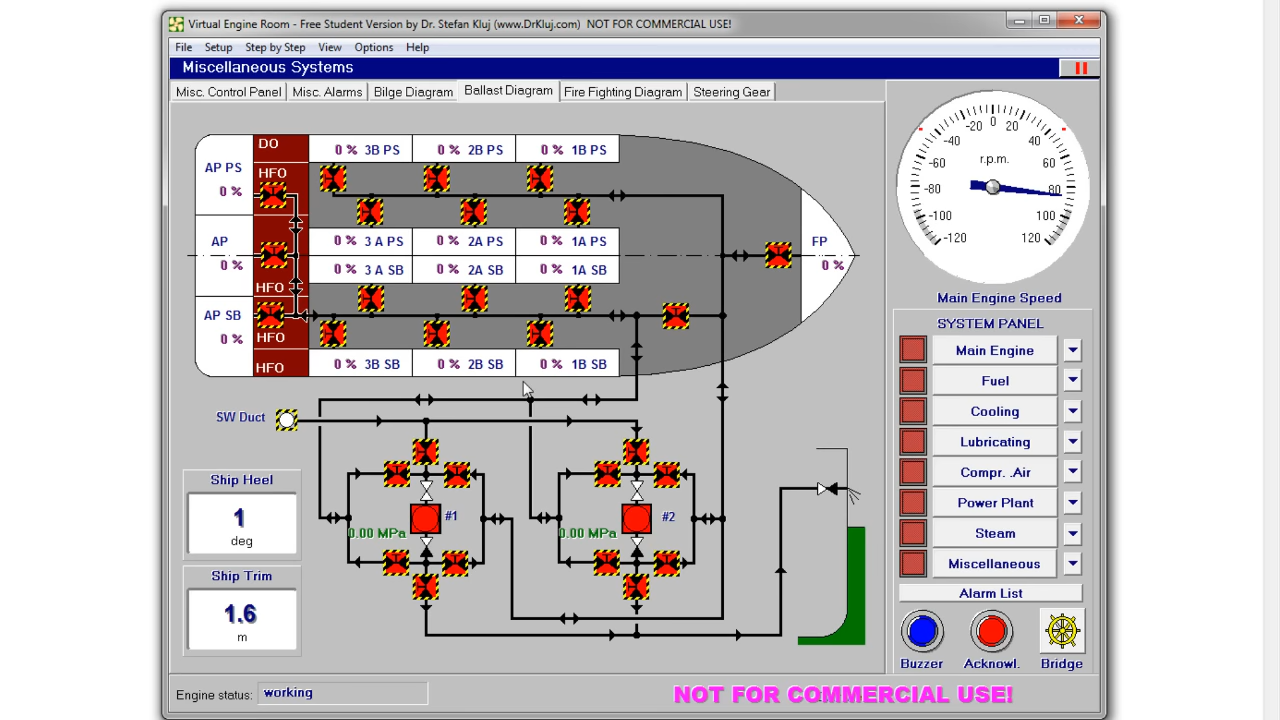 Virtual Engine Room - Free Student Version by Dr. Stefan Kluj (www.DrKluj.com)  NOT FOR COMMERCIAL USE!
File Setup Step by Step View Options Help
Miscellaneous Systems
Misc. Control Panel Misc. Alarms Bilge Diagram Ballast Diagram Fire Fighting Diagram Steering Gear
DO
0 % 3B PS 0 % 2B PS 0 % 1B PS
AP PS
HFO
0 %
AP
0 % 3 A PS 0 % 2A PS 0 % 1A PS
FP
0 %
0 % 3 A SB 0 % 2A SB 0 % 1A SB
0 %
HFO
AP SB
0 %
HFO
HFO
0 % 3B SB 0 % 2B SB 0 % 1B SB
SW Duct
#1
0.00 MPa
#2
0.00 MPa
Ship Heel
1
deg
Ship Trim
1.6
m
-120 -100 -80 -60 -40 -20 0 20 40 60 80 100 120
r.p.m.
Main Engine Speed
SYSTEM PANEL
Main Engine
Fuel
Cooling
Lubricating
Compr. .Air
Power Plant
Steam
Miscellaneous
Alarm List
Buzzer Acknowl. Bridge
Engine status: working
NOT FOR COMMERCIAL USE!